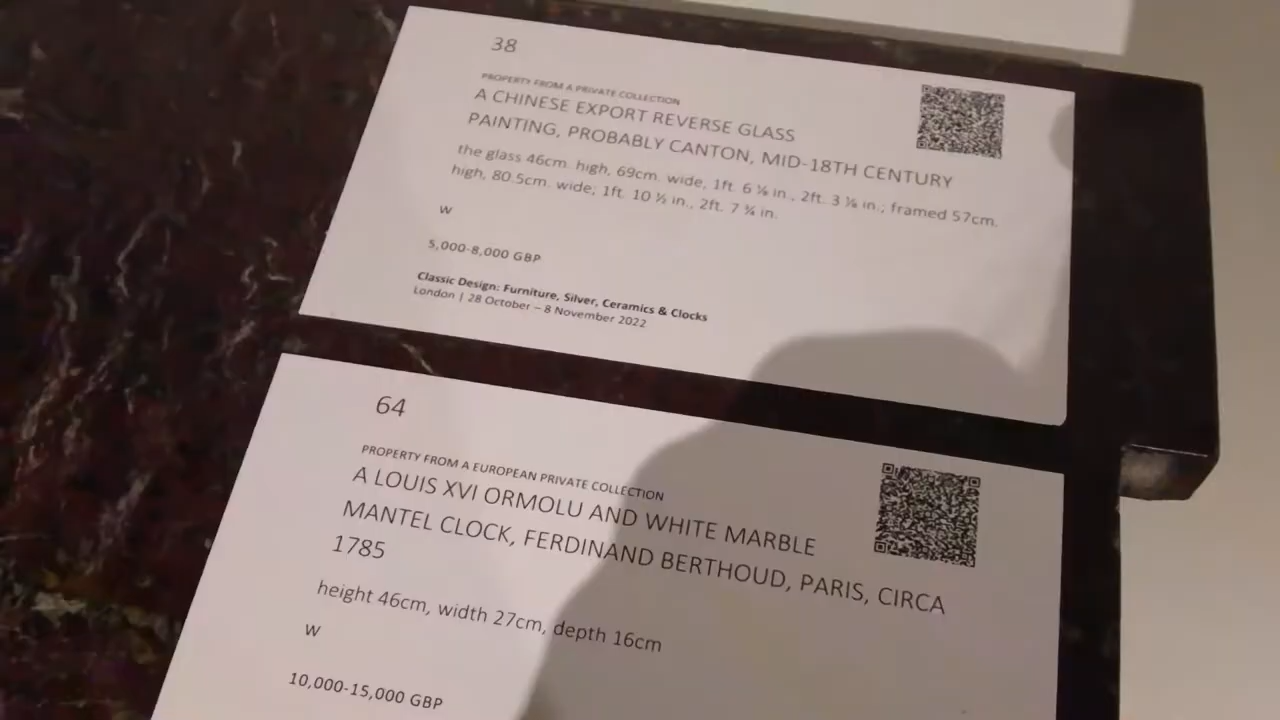 38
PROPERTY FROM A PRIVATE COLLECTION
A CHINESE EXPORT REVERSE GLASS
PAINTING, PROBABLY CANTON, MID-18TH CENTURY
the glass 46cm. high, 69cm. wide, 1ft. 6 ⅛ in., 2ft. 3 ⅛ in.; framed 57cm.
high, 80.5cm. wide; 1ft. 10 ½ in., 2ft. 7 ¾ in.
W
5,000-8,000 GBP
Classic Design: Furniture, Silver, Ceramics & Clocks
London | 28 October – 8 November 2022
64
PROPERTY FROM A EUROPEAN PRIVATE COLLECTION
A LOUIS XVI ORMOLU AND WHITE MARBLE
MANTEL CLOCK, FERDINAND BERTHOUD, PARIS, CIRCA
1785
height 46cm, width 27cm, depth 16cm
W
10,000-15,000 GBP